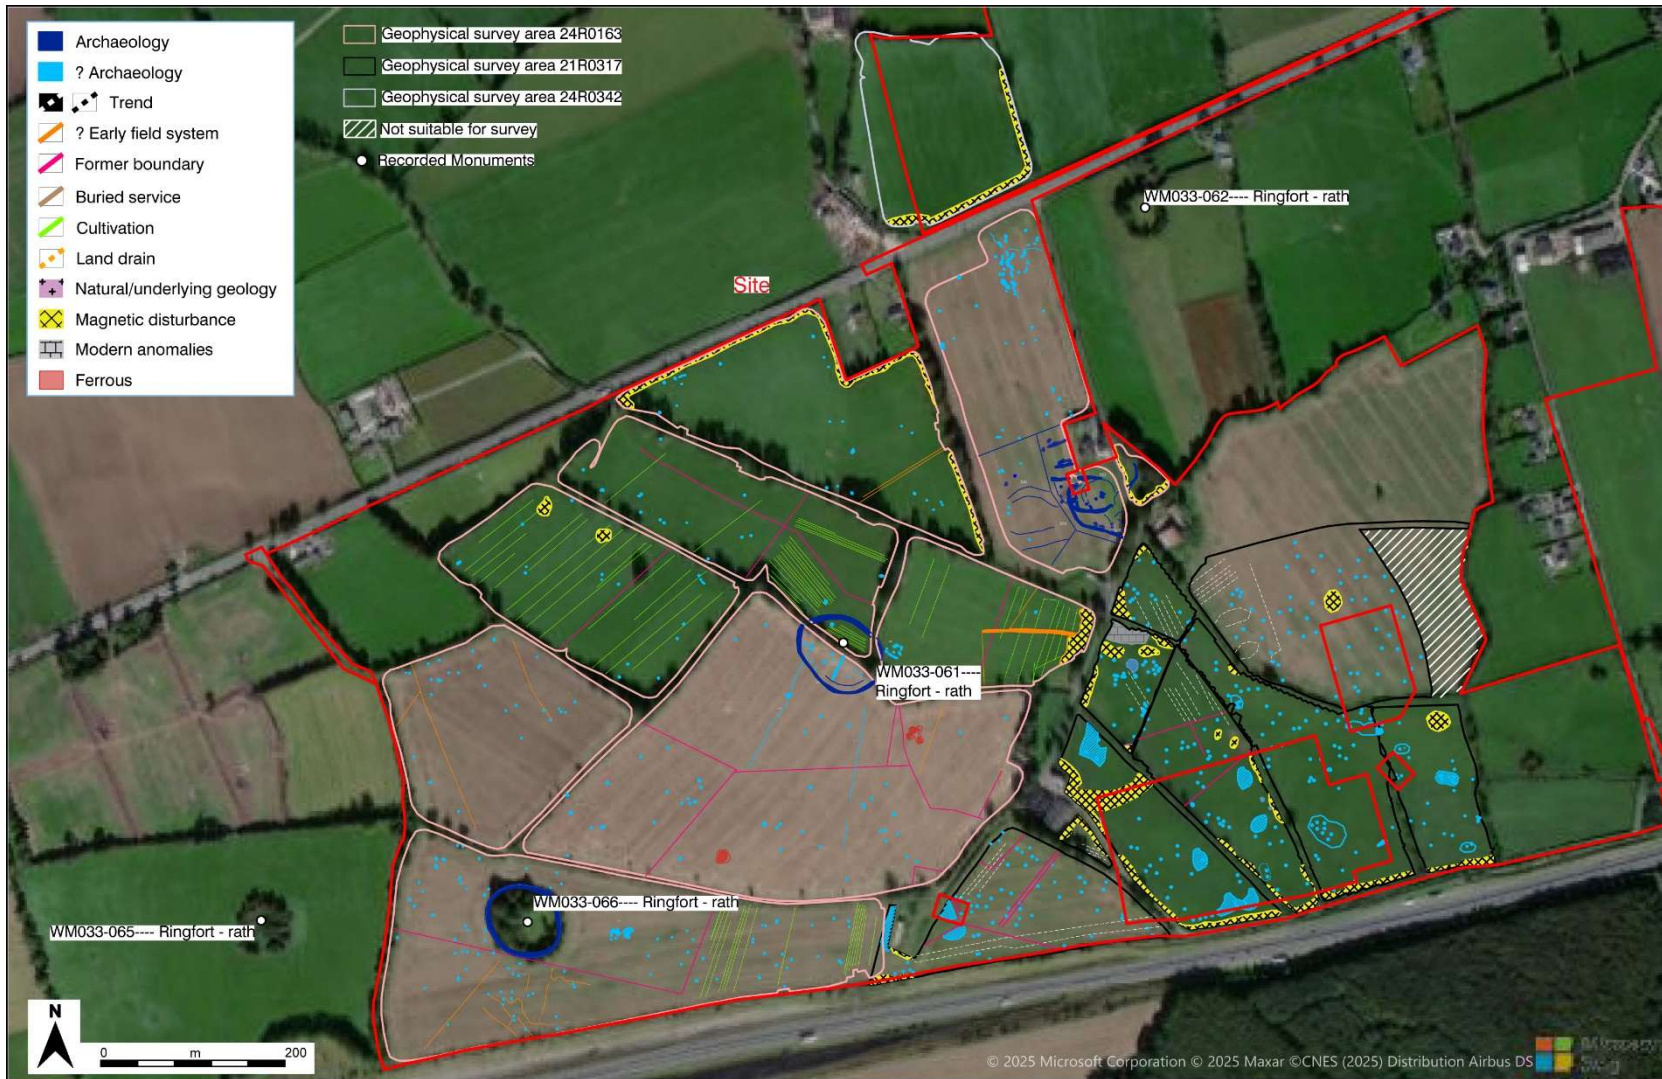 Archaeology
? Archaeology
Trend
? Early field system
Former boundary
Buried service
Cultivation
Land drain
Natural/underlying geology
Magnetic disturbance
Modern anomalies
Ferrous
Geophysical survey area 24R0163
Geophysical survey area 21R0317
Geophysical survey area 24R0342
Not suitable for survey
Recorded Monuments
WM033-062---- Ringfort - rath
Site
WM033-061----
Ringfort - rath
WM033-066---- Ringfort - rath
WM033-065---- Ringfort - rath
N
0 m 200
© 2025 Microsoft Corporation © 2025 Maxar ©CNES (2025) Distribution Airbus DS